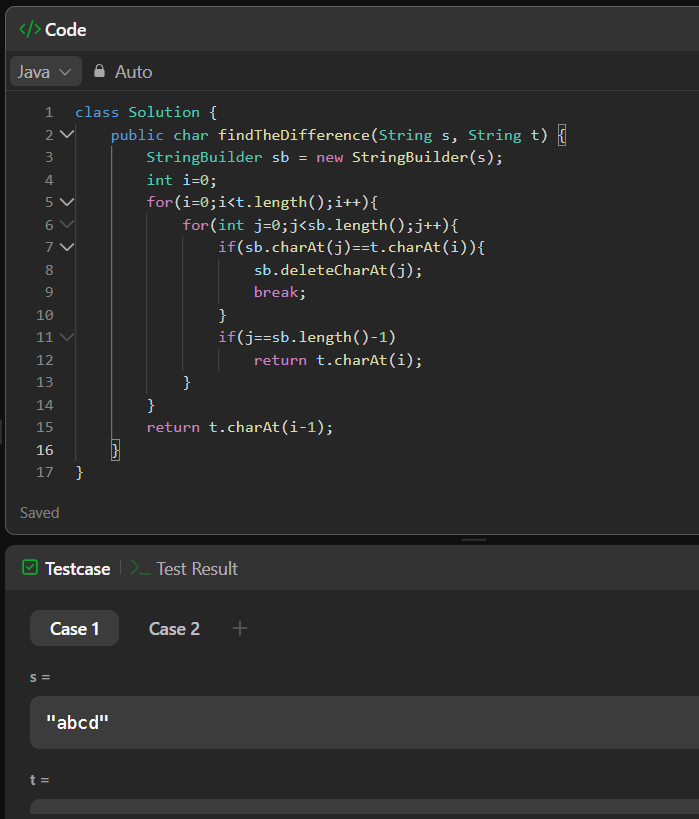 </> Code
Java Auto
1 class Solution {
2 public char findTheDifference(String s, String t) {
3 StringBuilder sb = new StringBuilder(s);
4 int i=0;
5 for(i=0;i<t.length();i++){
6 for(int j=0;j<sb.length();j++){
7 if(sb.charAt(j)==t.charAt(i)){
8 sb.deleteCharAt(j);
9 break;
10 }
11 if(j==sb.length()-1)
12 return t.charAt(i);
13 }
14 }
15 return t.charAt(i-1);
16 }
17 }
Saved
Testcase >_ Test Result
Case 1 Case 2 +
s =
"abcd"
t =